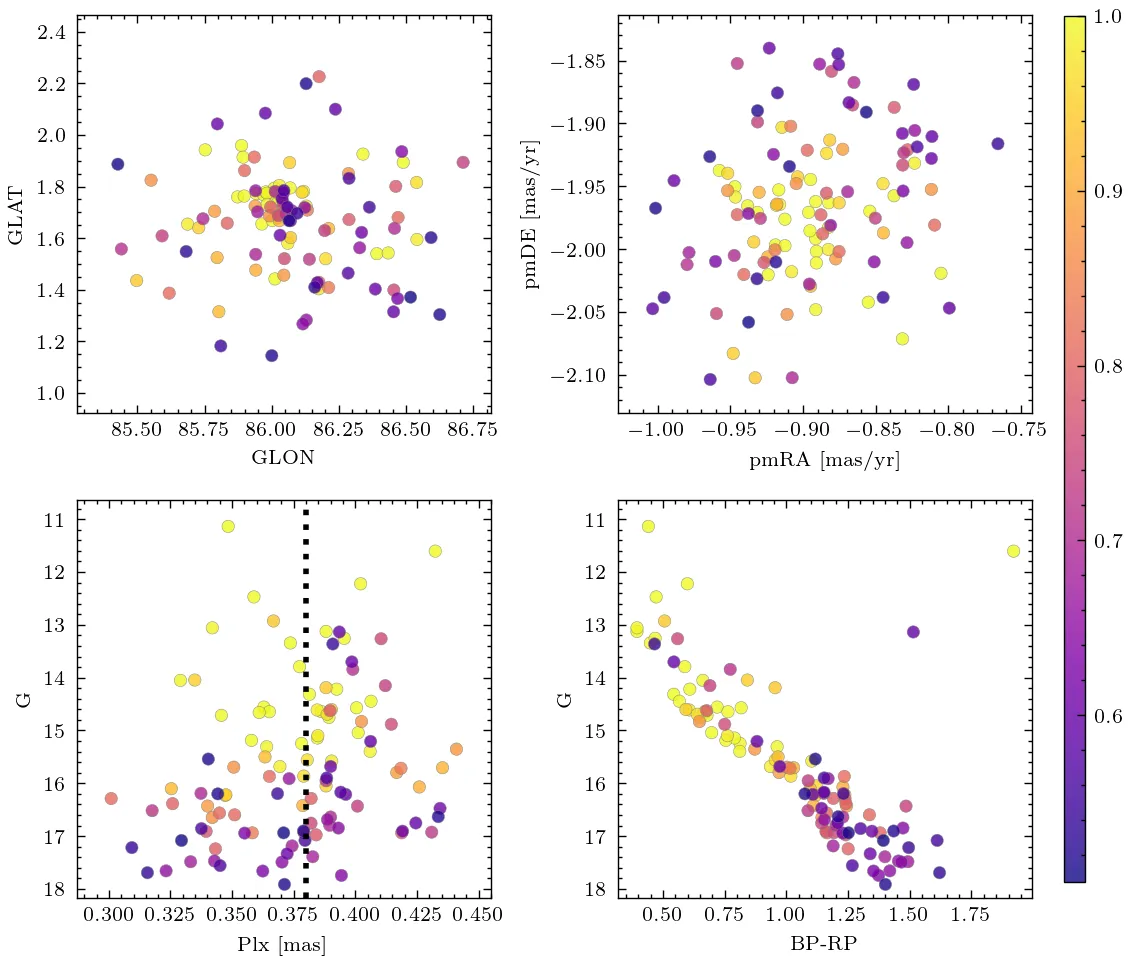 2.4
2.2
2.0
1.8
1.6
1.4
1.2
1.0
GLAT
85.50 85.75 86.00 86.25 86.50 86.75
GLON
−1.85
−1.90
−1.95
−2.00
−2.05
−2.10
pmDE [mas/yr]
−1.00 −0.95 −0.90 −0.85 −0.80 −0.75
pmRA [mas/yr]
1.0
0.9
0.8
0.7
0.6
11
12
13
14
15
16
17
18
G
0.300 0.325 0.350 0.375 0.400 0.425 0.450
Plx [mas]
11
12
13
14
15
16
17
18
G
0.50 0.75 1.00 1.25 1.50 1.75
BP-RP